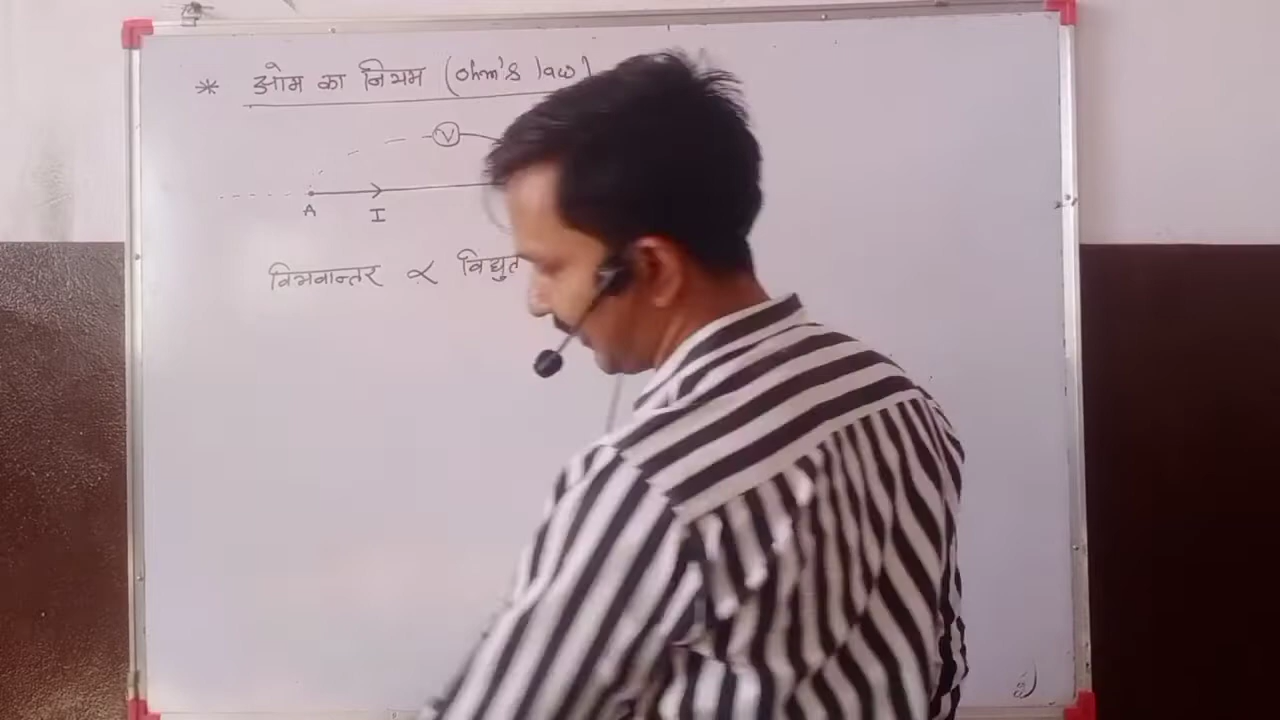 * ओम का नियम (ohm's law)
V
A I
विभवान्तर ∝ विद्युत